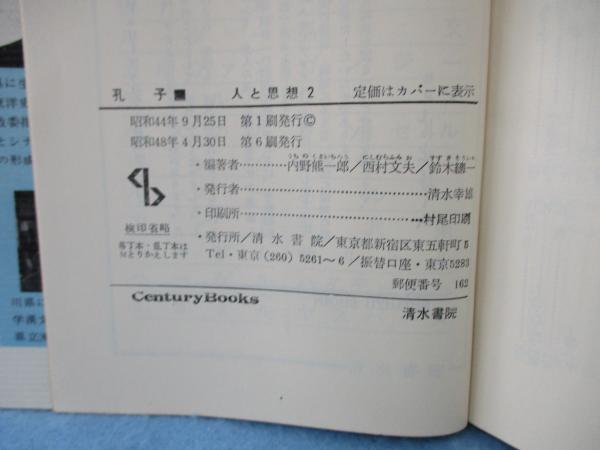 孔子■ 人と思想2 定価はカバーに表示
昭和44年9月25日 第1刷発行©
昭和48年4月30日 第6刷発行
・編著者…………内野熊一郎/西村文夫/鈴木総一
・発行者……………………………清水幸雄
・印刷所……………………………村尾印刷
・発行所/清水書院/東京都新宿区東五軒町5
Tel・東京(260)5261〜6/振替口座・東京5283
郵便番号 162
検印省略
落丁本・乱丁本は
おとりかえします
CenturyBooks
清水書院